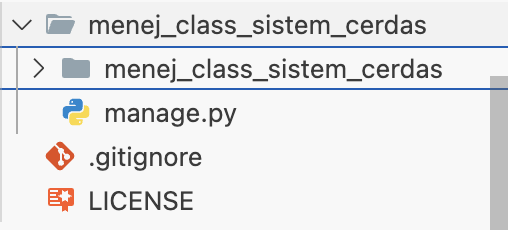 menej_class_sistem_cerdas
menej_class_sistem_cerdas
manage.py
.gitignore
LICENSE